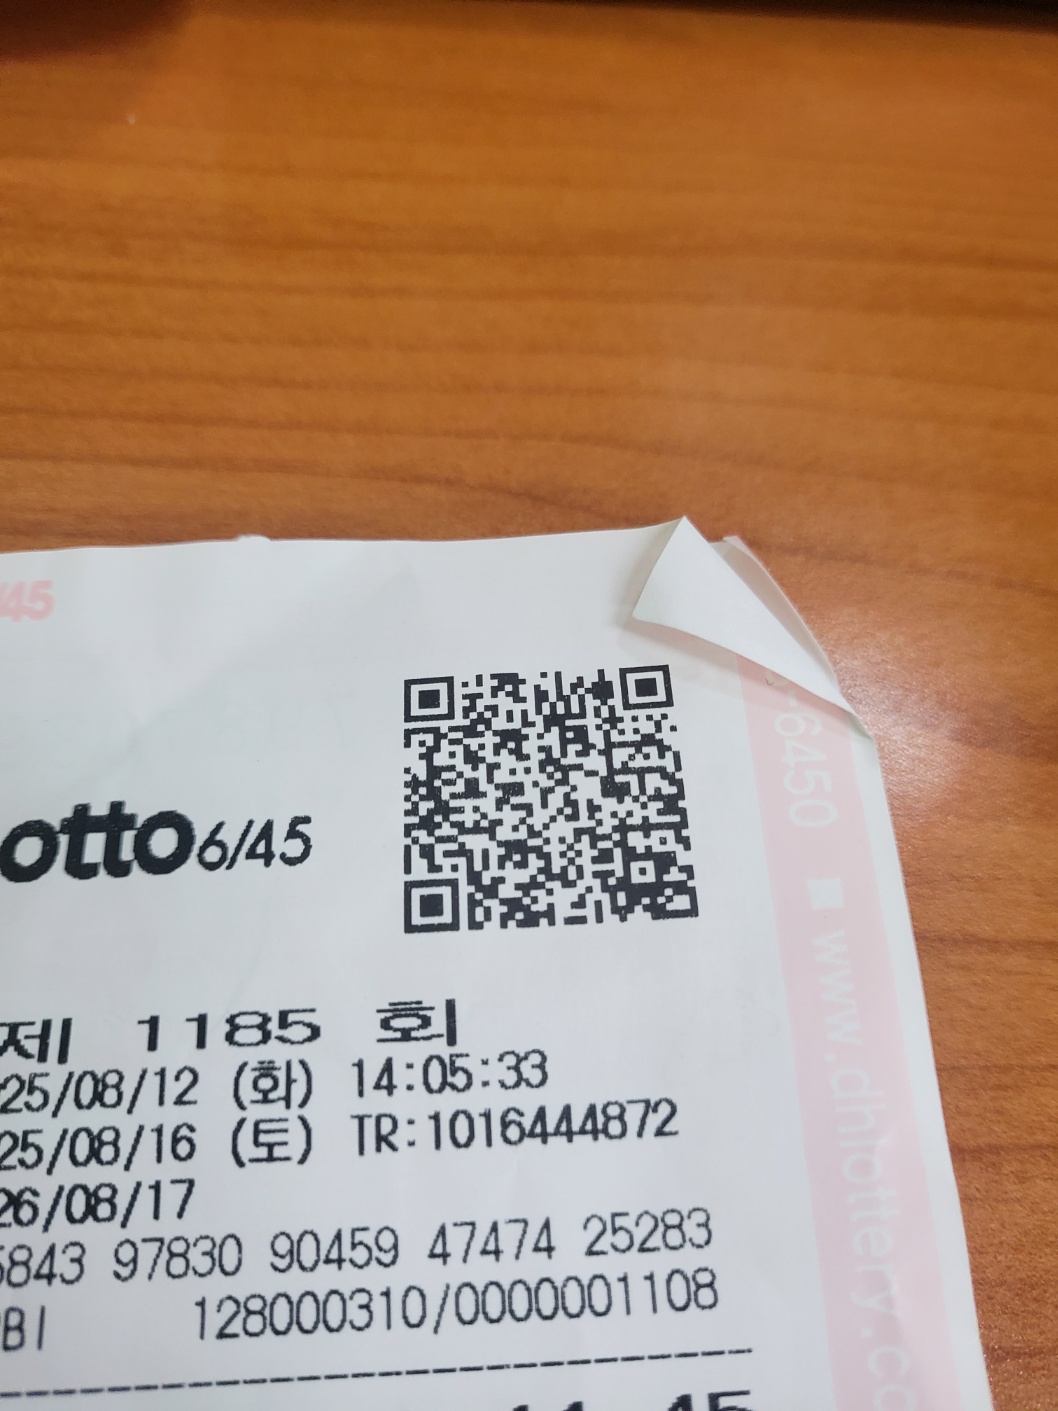 /45
otto6/45
제 1185 회
25/08/12 (화) 14:05:33
25/08/16 (토) TR:1016444872
26/08/17
5843 97830 90459 47474 25283
BI 128000310/0000001108
-6450 ■ www.dhlottery.co